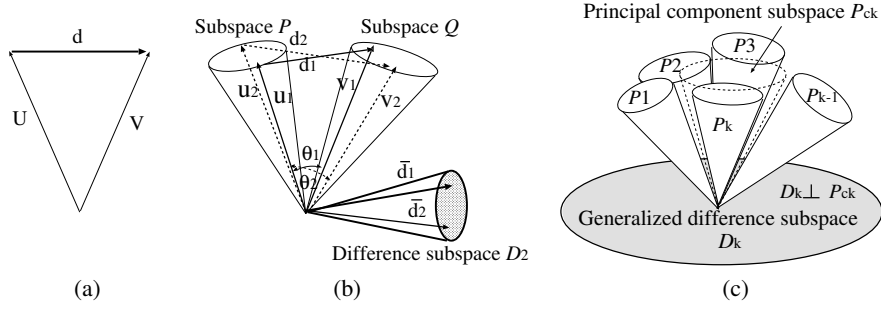 d
U
V
(a)
Subspace P
Subspace Q
d2
d1
u2
u1
v1
v2
θ1
θ2
d̄1
d̄2
Difference subspace D2
(b)
Principal component subspace Pck
P1
P2
P3
Pk
Pk-1
Dk⊥ Pck
Generalized difference subspace
Dk
(c)